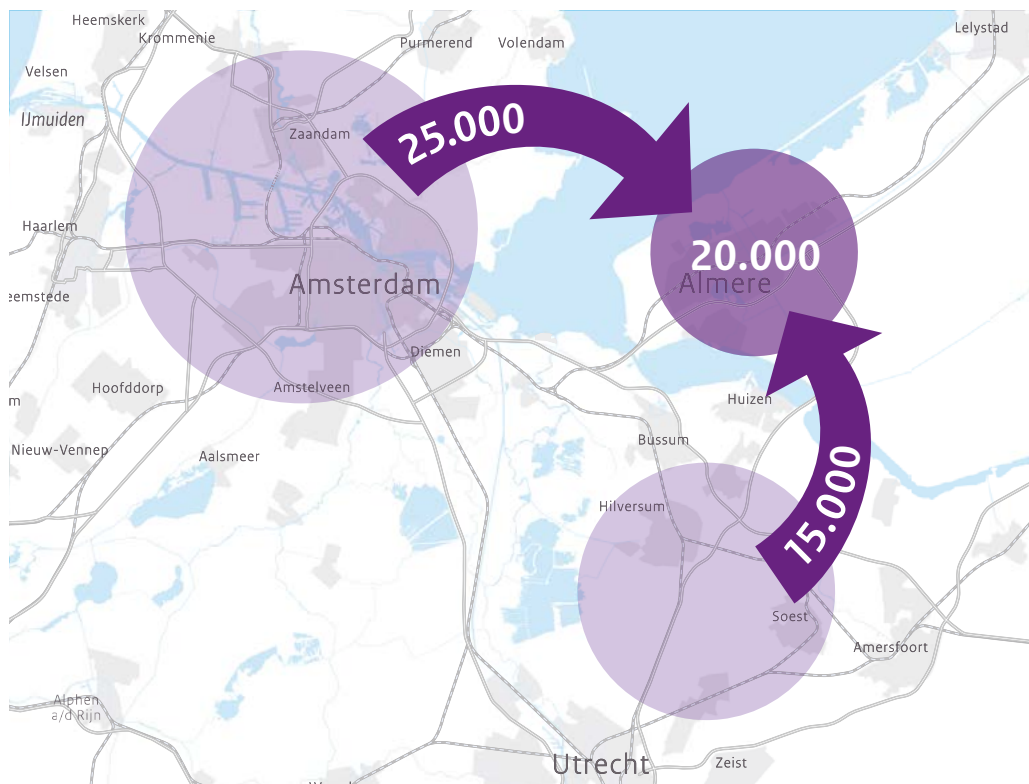 Heemskerk
Krommenie
Purmerend
Volendam
Lelystad
Velsen
IJmuiden
Zaandam
25.000
Haarlem
20.000
Almere
Amsterdam
eemstede
Diemen
Hoofddorp
Amstelveen
m
Huizen
Bussum
Nieuw-Vennep
Aalsmeer
15.000
Hilversum
Soest
Amersfoort
Alphen
a/d Rijn
Utrecht
Zeist